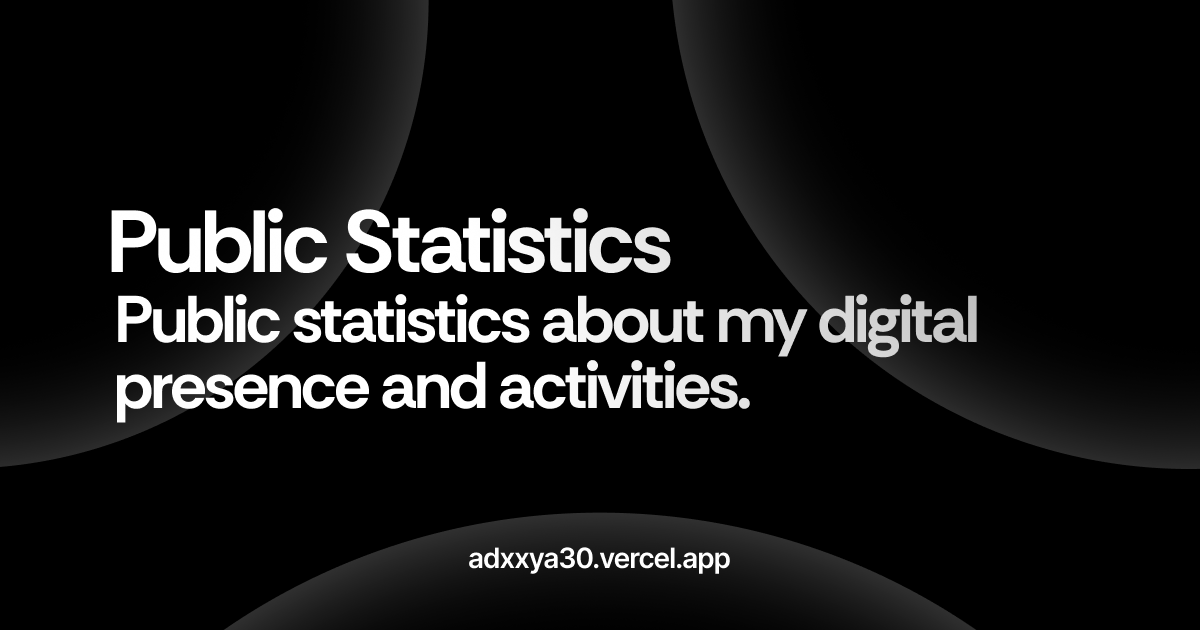 Public Statistics
Public statistics about my digital
presence and activities.
adxxya30.vercel.app